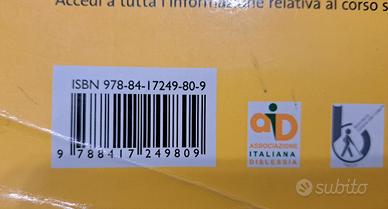 Accedi a tutta l'informazione relativa al corso s
ISBN 978-84-17249-80-9
9 788417 249809
aiD
ASSOCIAZIONE
ITALIANA
DISLESSIA
subito